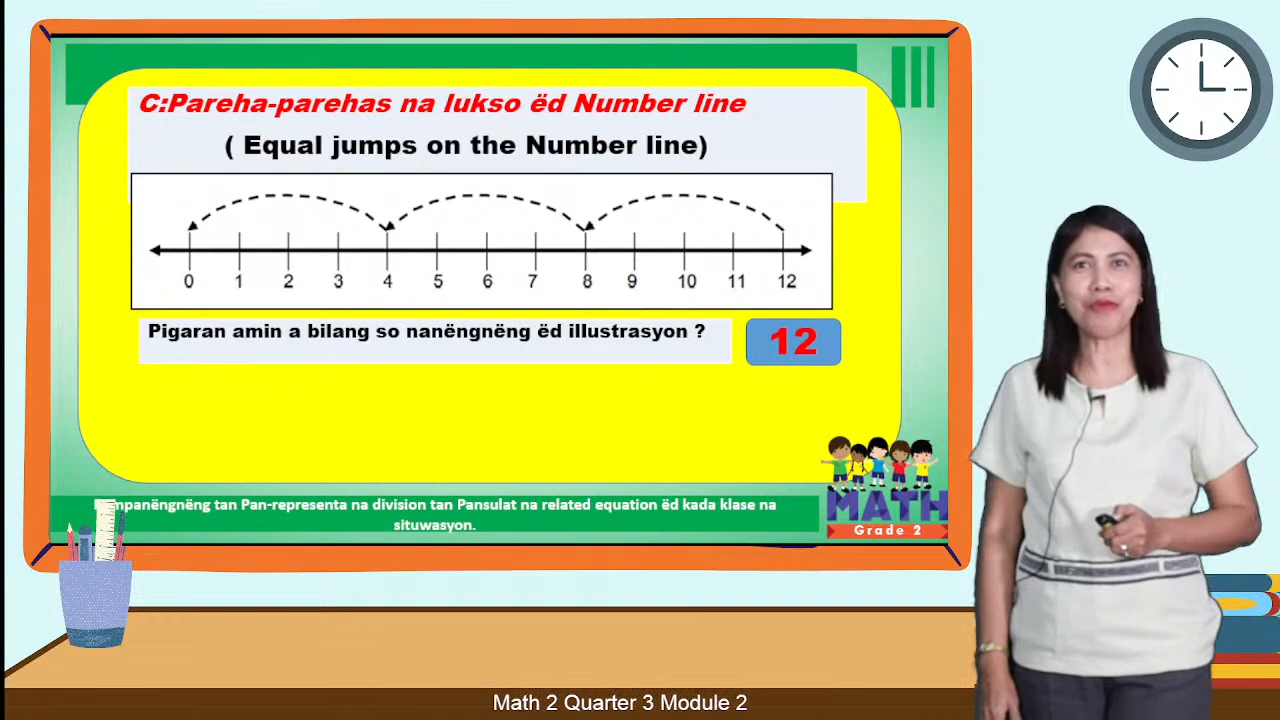 C:Pareha-parehas na lukso ëd Number line
( Equal jumps on the Number line)
0 1 2 3 4 5 6 7 8 9 10 11 12
Pigaran amin a bilang so nanëngnëng ëd illustrasyon ?
12
tan Pan-representa na division tan Pansulat na related equation ëd kada klase na
situwasyon.
MATH
Grade 2
Math 2 Quarter 3 Module 2